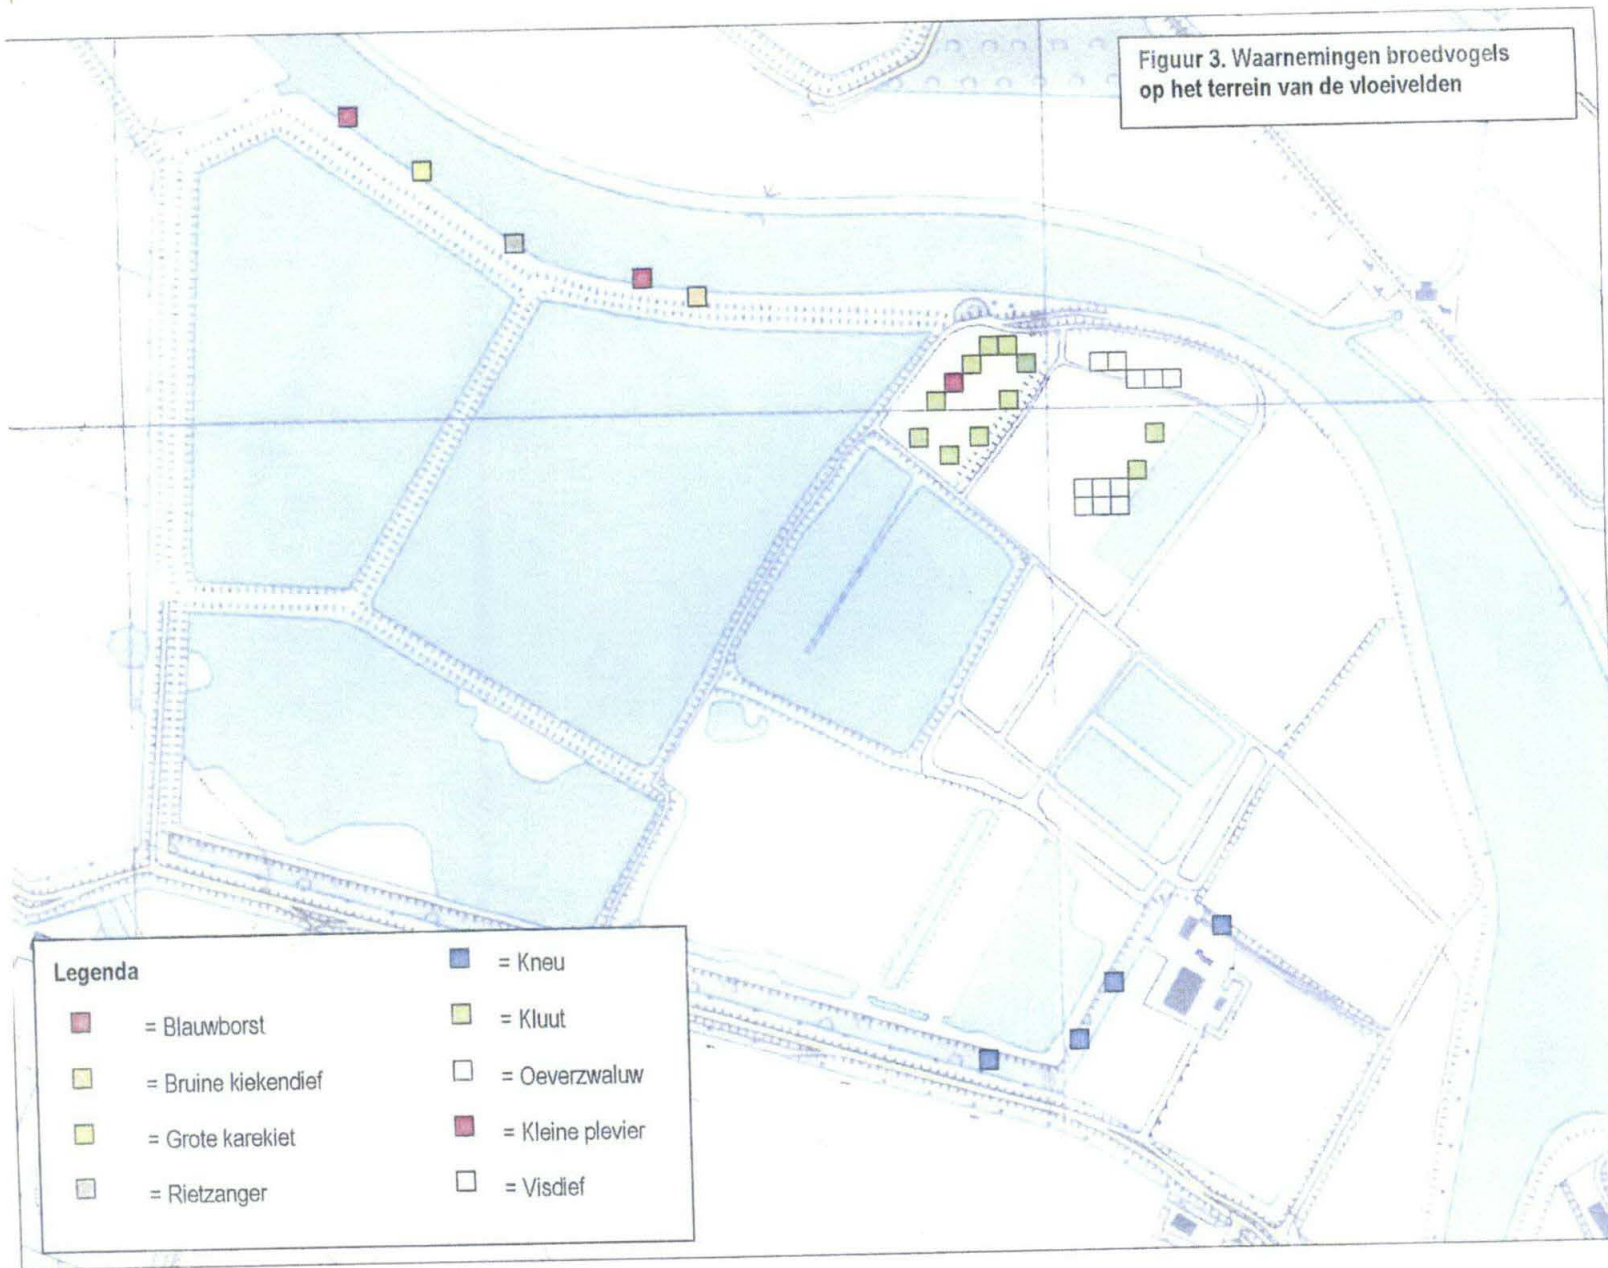 Figuur 3. Waarnemingen broedvogels
op het terrein van de vloeivelden
Legenda
= Blauwborst
= Bruine kiekendief
= Grote karekiet
= Rietzanger
= Kneu
= Kluut
= Oeverzwaluw
= Kleine plevier
= Visdief